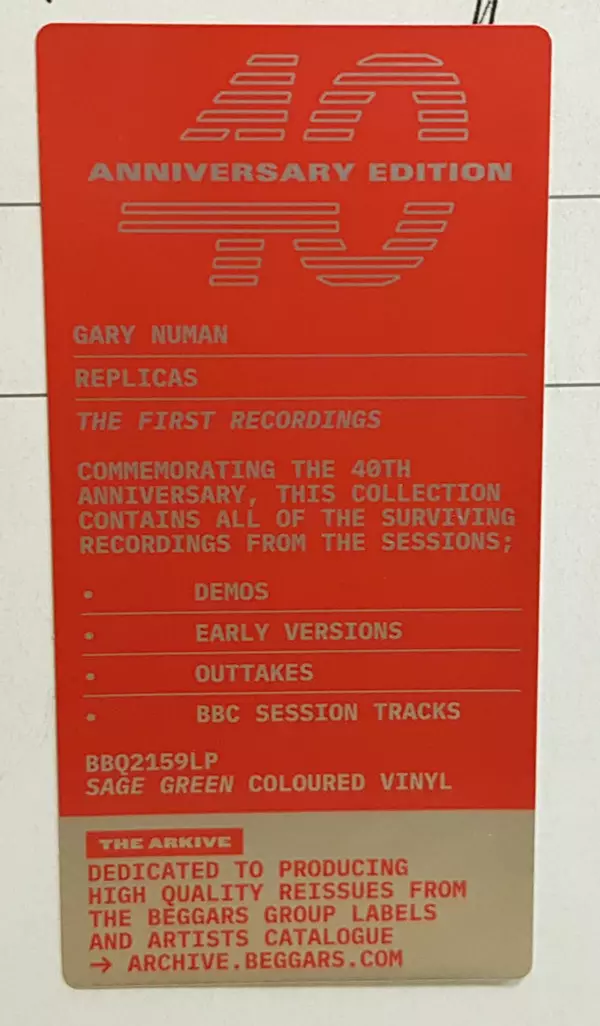 40
ANNIVERSARY EDITION
GARY NUMAN
REPLICAS
THE FIRST RECORDINGS
COMMEMORATING THE 40TH
ANNIVERSARY, THIS COLLECTION
CONTAINS ALL OF THE SURVIVING
RECORDINGS FROM THE SESSIONS;
• DEMOS
• EARLY VERSIONS
• OUTTAKES
• BBC SESSION TRACKS
BBQ2159LP
SAGE GREEN COLOURED VINYL
THE ARKIVE
DEDICATED TO PRODUCING
HIGH QUALITY REISSUES FROM
THE BEGGARS GROUP LABELS
AND ARTISTS CATALOGUE
→ ARCHIVE.BEGGARS.COM